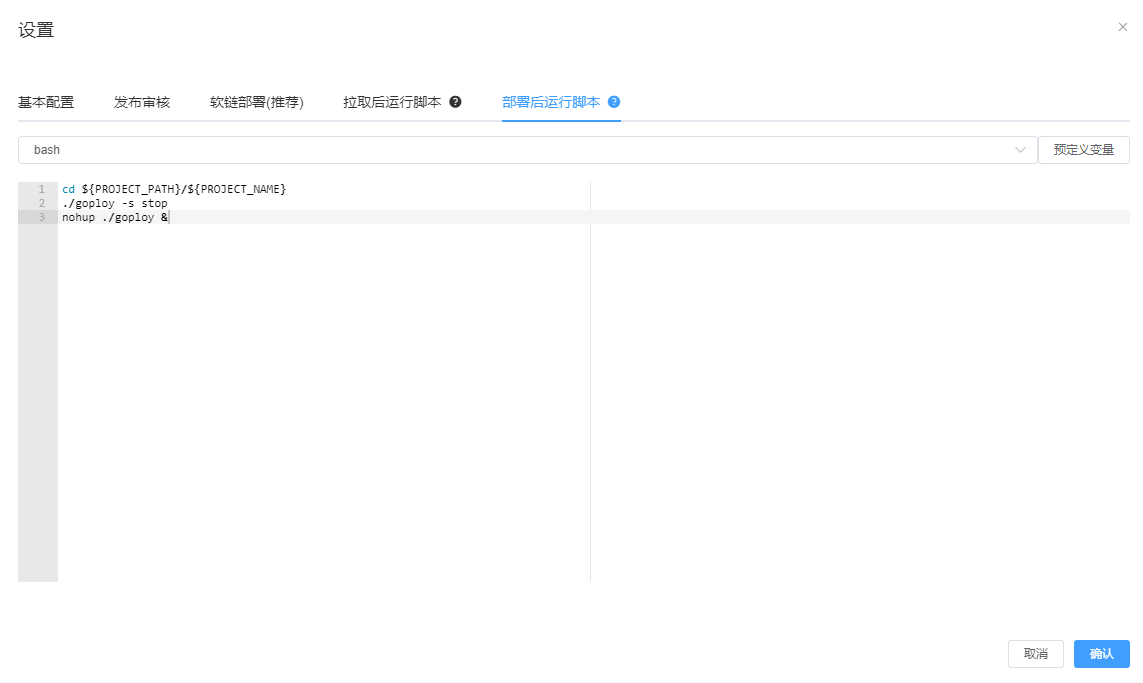 设置
基本配置 发布审核 软链部署(推荐) 拉取后运行脚本 ? 部署后运行脚本 ?
bash 预定义变量
1 cd ${PROJECT_PATH}/${PROJECT_NAME}
2 ./goploy -s stop
3 nohup ./goploy &
取消 确认